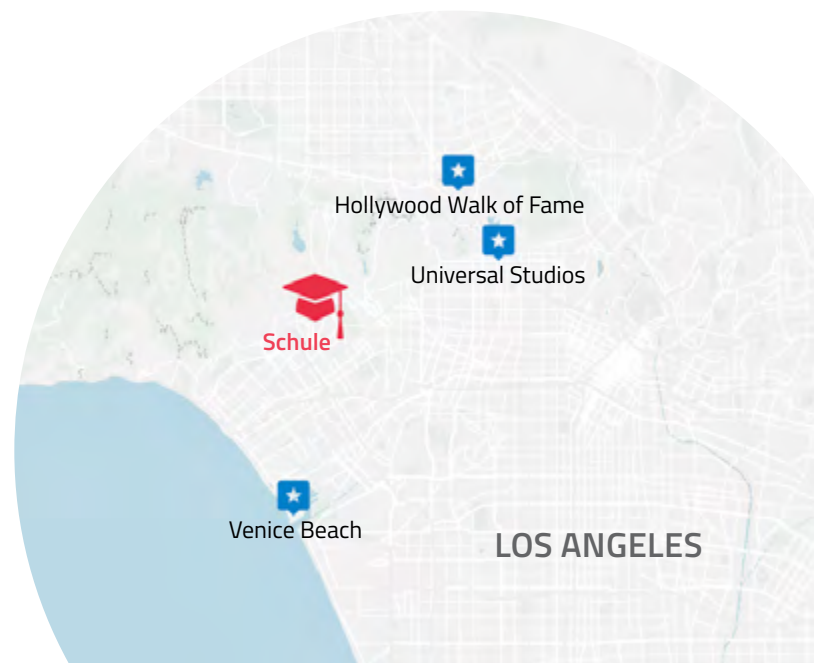 Hollywood Walk of Fame
Universal Studios
Schule
Venice Beach
LOS ANGELES